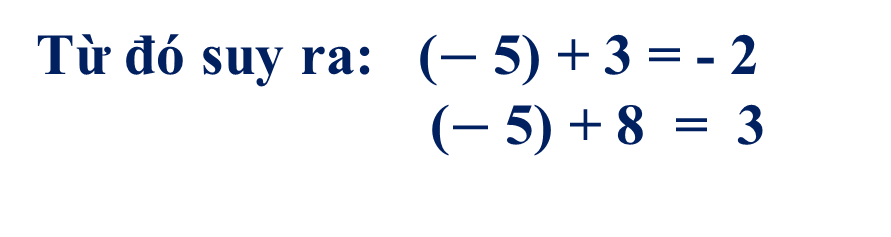 Từ đó suy ra: (− 5) + 3 = - 2
(− 5) + 8 = 3